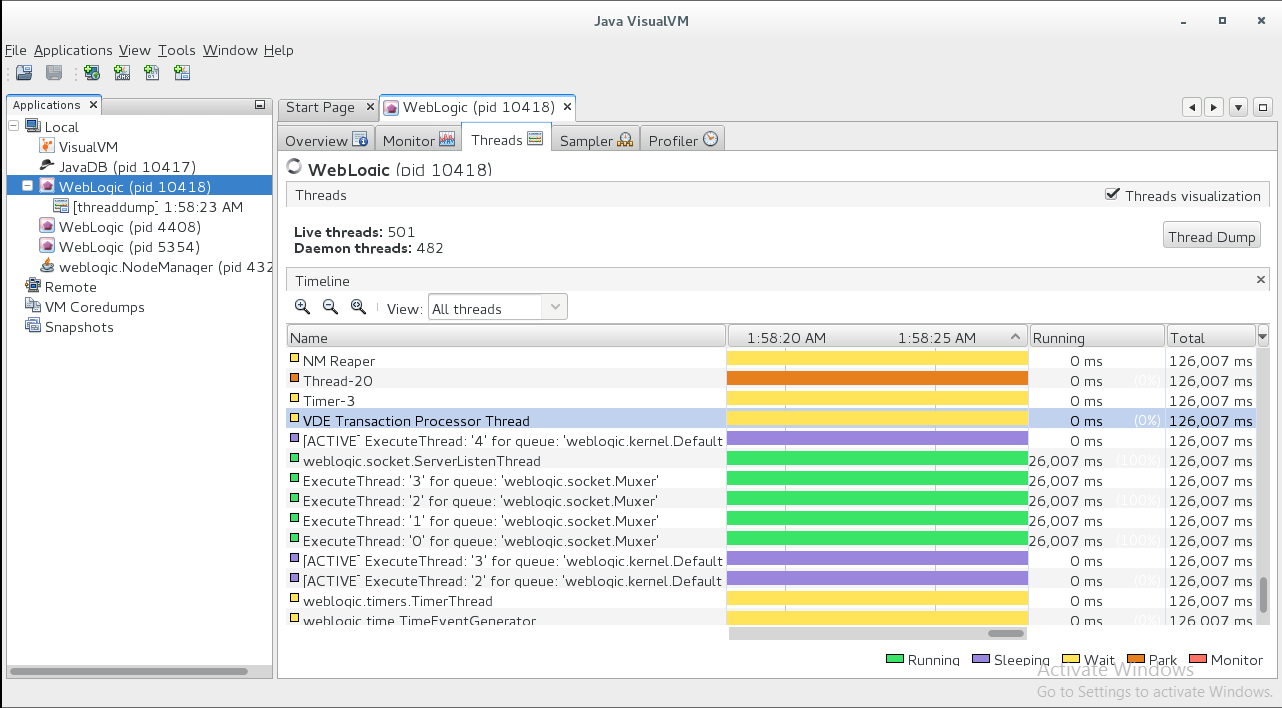 Java VisualVM
File Applications View Tools Window Help
Applications
Start Page
WebLogic (pid 10418)
Local
VisualVM
JavaDB (pid 10417)
WebLogic (pid 10418)
[threaddump] 1:58:23 AM
WebLogic (pid 4408)
WebLogic (pid 5354)
weblogic.NodeManager (pid 432
Remote
VM Coredumps
Snapshots
Overview Monitor Threads Sampler Profiler
WebLogic (pid 10418)
Threads Threads visualization
Live threads: 501
Daemon threads: 482
Thread Dump
Timeline
View: All threads
Name 1:58:20 AM 1:58:25 AM Running Total
NM Reaper 0 ms 126,007 ms
Thread-20 0 ms (0%) 126,007 ms
Timer-3 0 ms 126,007 ms
VDE Transaction Processor Thread 0 ms (0%) 126,007 ms
[ACTIVE] ExecuteThread: '4' for queue: 'weblogic.kernel.Default 0 ms 126,007 ms
weblogic.socket.ServerListenThread 26,007 ms (100%) 126,007 ms
ExecuteThread: '3' for queue: 'weblogic.socket.Muxer' 26,007 ms 126,007 ms
ExecuteThread: '2' for queue: 'weblogic.socket.Muxer' 26,007 ms (100%) 126,007 ms
ExecuteThread: '1' for queue: 'weblogic.socket.Muxer' 26,007 ms 126,007 ms
ExecuteThread: '0' for queue: 'weblogic.socket.Muxer' 26,007 ms (100%) 126,007 ms
[ACTIVE] ExecuteThread: '3' for queue: 'weblogic.kernel.Default 0 ms 126,007 ms
[ACTIVE] ExecuteThread: '2' for queue: 'weblogic.kernel.Default 0 ms (0%) 126,007 ms
weblogic.timers.TimerThread 0 ms 126,007 ms
weblogic.time.TimeEventGenerator 0 ms (0%) 126,007 ms
Running Sleeping Wait Park Monitor
Activate Windows
Go to Settings to activate Windows.